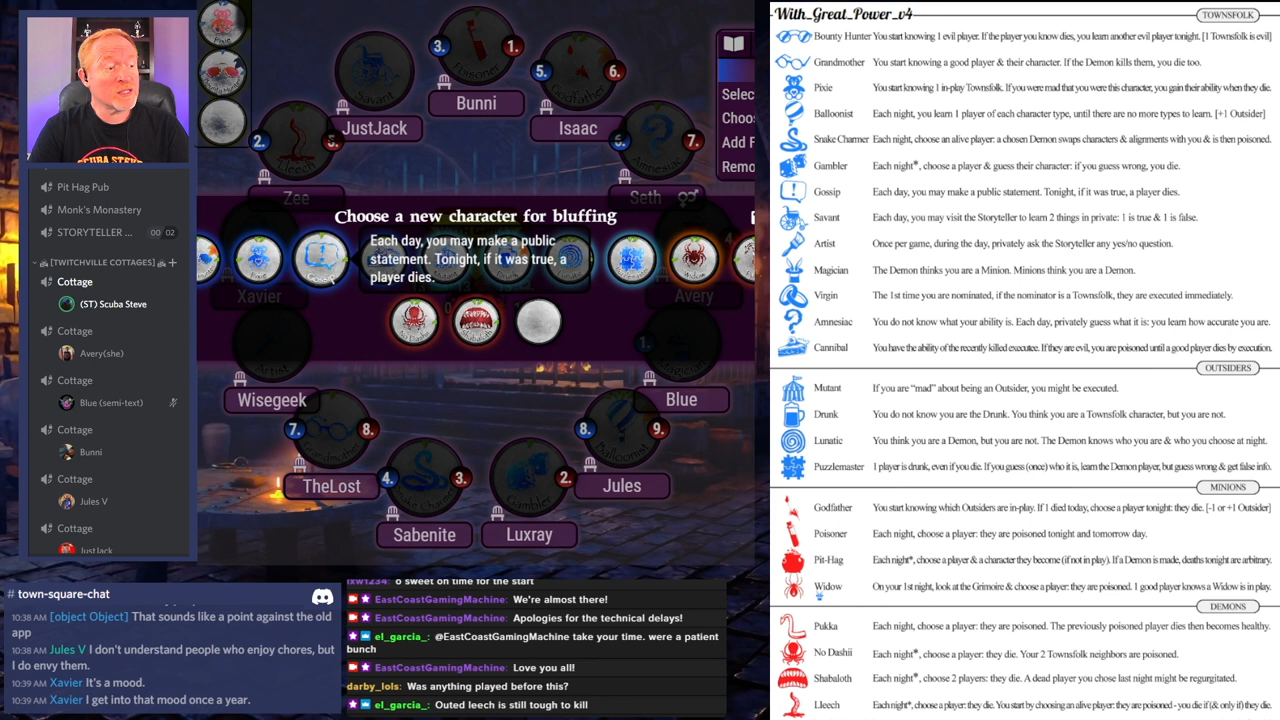 With_Great_Power_v4
TOWNSFOLK
Bounty Hunter You start knowing 1 evil player. If the player you know dies, you learn another evil player tonight. [1 Townsfolk is evil]
Grandmother You start knowing a good player & their character. If the Demon kills them, you die too.
Pixie You start knowing 1 in-play Townsfolk. If you were mad that you were this character, you gain their ability when they die.
Balloonist Each night, you learn 1 player of each character type, until there are no more types to learn. [+1 Outsider]
Snake Charmer Each night, choose an alive player: a chosen Demon swaps characters & alignments with you & is then poisoned.
Gambler Each night*, choose a player & guess their character: if you guess wrong, you die.
Gossip Each day, you may make a public statement. Tonight, if it was true, a player dies.
Savant Each day, you may visit the Storyteller to learn 2 things in private: 1 is true & 1 is false.
Artist Once per game, during the day, privately ask the Storyteller any yes/no question.
Magician The Demon thinks you are a Minion. Minions think you are a Demon.
Virgin The 1st time you are nominated, if the nominator is a Townsfolk, they are executed immediately.
Amnesiac You do not know what your ability is. Each day, privately guess what it is: you learn how accurate you are.
Cannibal You have the ability of the recently killed executee. If they are evil, you are poisoned until a good player dies by execution.
OUTSIDERS
Mutant If you are “mad” about being an Outsider, you might be executed.
Drunk You do not know you are the Drunk. You think you are a Townsfolk character, but you are not.
Lunatic You think you are a Demon, but you are not. The Demon knows who you are & who you choose at night.
Puzzlemaster 1 player is drunk, even if you die. If you guess (once) who it is, learn the Demon player, but guess wrong & get false info.
MINIONS
Godfather You start knowing which Outsiders are in-play. If 1 died today, choose a player tonight: they die. [-1 or +1 Outsider]
Poisoner Each night, choose a player: they are poisoned tonight and tomorrow day.
Pit-Hag Each night*, choose a player & a character they become (if not in play). If a Demon is made, deaths tonight are arbitrary.
Widow On your 1st night, look at the Grimoire & choose a player: they are poisoned. 1 good player knows a Widow is in play.
DEMONS
Pukka Each night, choose a player: they are poisoned. The previously poisoned player dies then becomes healthy.
No Dashii Each night*, choose a player: they die. Your 2 Townsfolk neighbors are poisoned.
Shabaloth Each night*, choose 2 players: they die. A dead player you chose last night might be regurgitated.
Lleech Each night*, choose a player: they die. You start by choosing an alive player: they are poisoned - you die if (& only if) they die.
Pixie
SCUBA STEVE
Pit Hag Pub
Monk's Monastery
STORYTELLER ... 00 02
[TWITCHVILLE COTTAGES] +
Cottage
(ST) Scuba Steve
Cottage
Avery(she)
Cottage
Blue (semi-text)
Cottage
Bunni
Cottage
Jules V
Cottage
JustJack
3. 1.
Bunni
JustJack
5. 6.
Isaac
2. 5.
Zee
6. 7.
Seth
Selec
Choo
Add F
Remo
Choose a new character for bluffing
Each day, you may make a public
statement. Tonight, if it was true, a
player dies.
Xavier
Avery
Artist
Wisegeek
1.
Blue
7. 8.
TheLost
4. 3.
Sabenite
2.
Luxray
8. 9.
Balloonist
Jules
# town-square-chat
10:38 AM [object Object] That sounds like a point against the old
app
10:38 AM Jules V I don't understand people who enjoy chores, but
I do envy them.
10:39 AM Xavier It's a mood.
10:39 AM Xavier I get into that mood once a year.
o sweet on time for the start
EastCoastGamingMachine: We're almost there!
EastCoastGamingMachine: Apologies for the technical delays!
el_garcia_: @EastCoastGamingMachine take your time. were a patient
bunch
EastCoastGamingMachine: Love you all!
darby_lols: Was anything played before this?
el_garcia_: Outed leech is still tough to kill